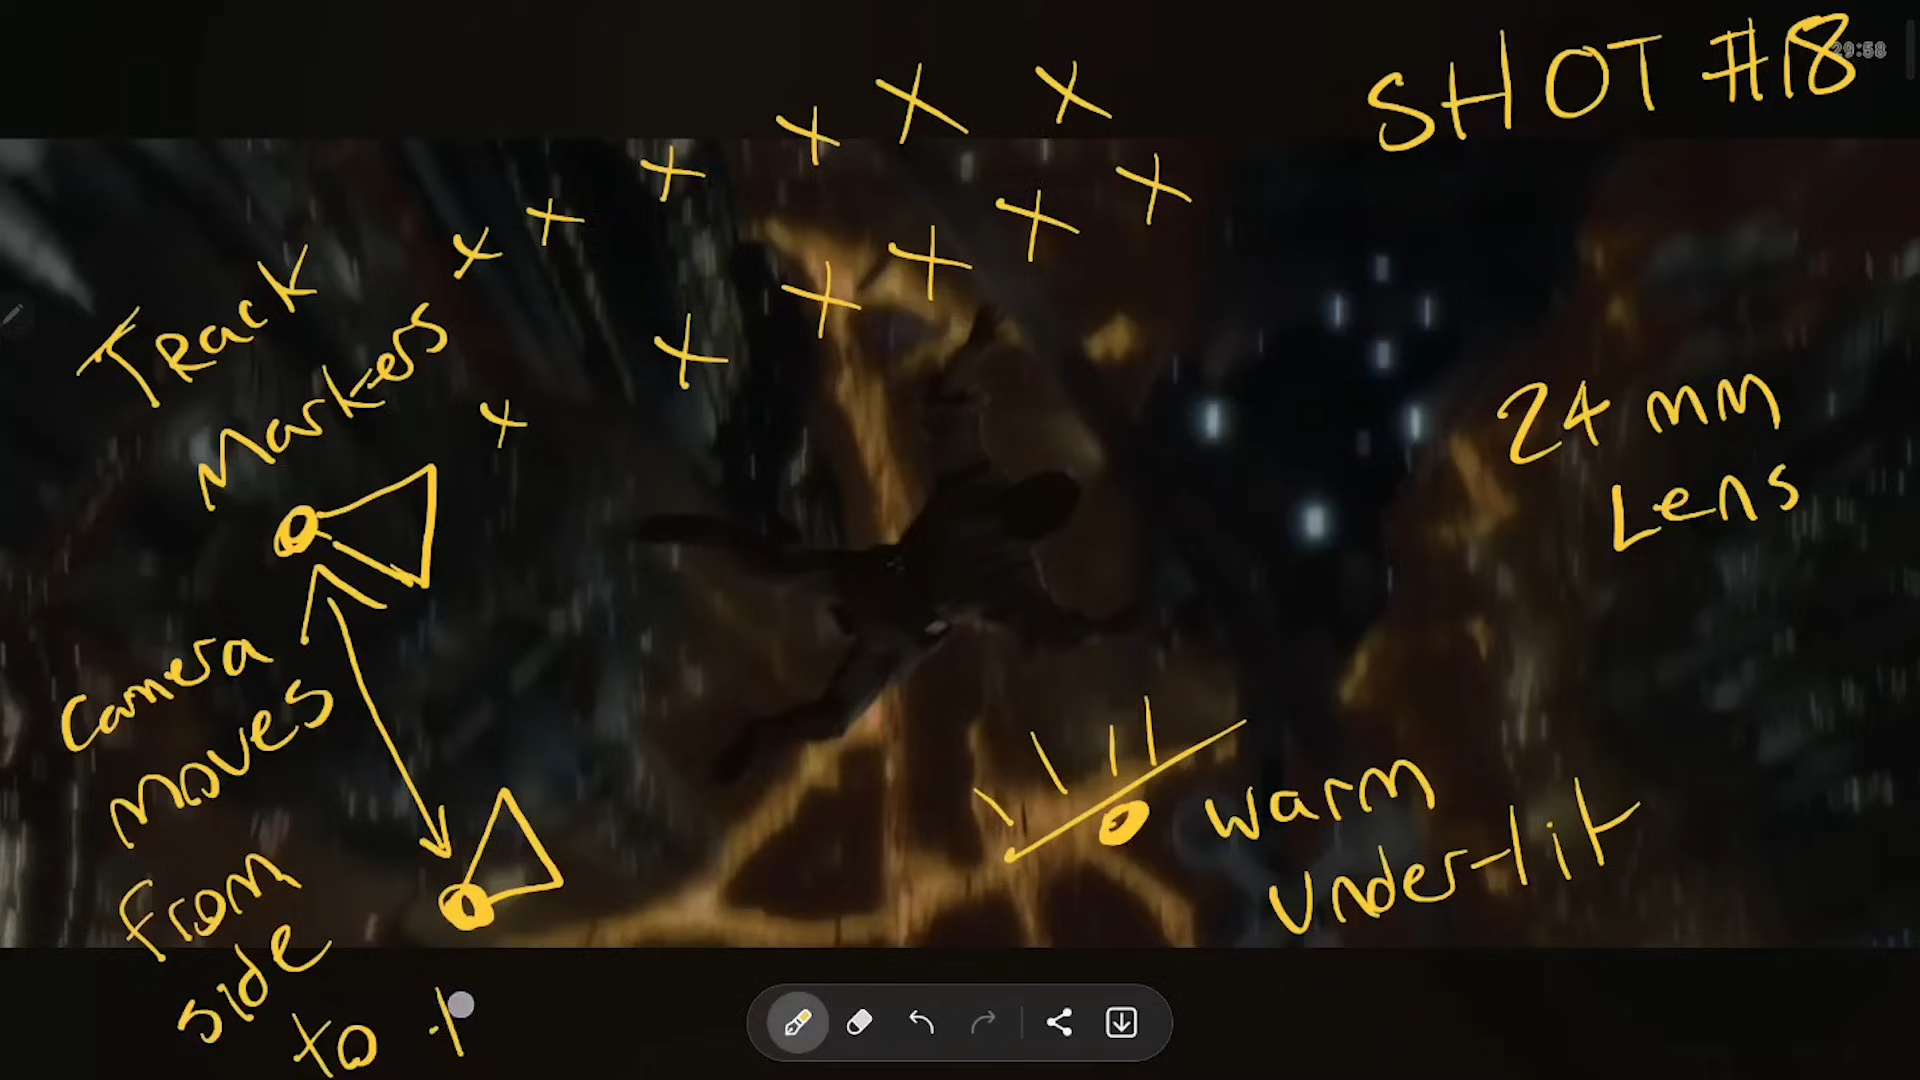 SHOT #18
29:58
Track
Markers
24 mm
Lens
Camera
moves
from
side
to
warm
under-lit